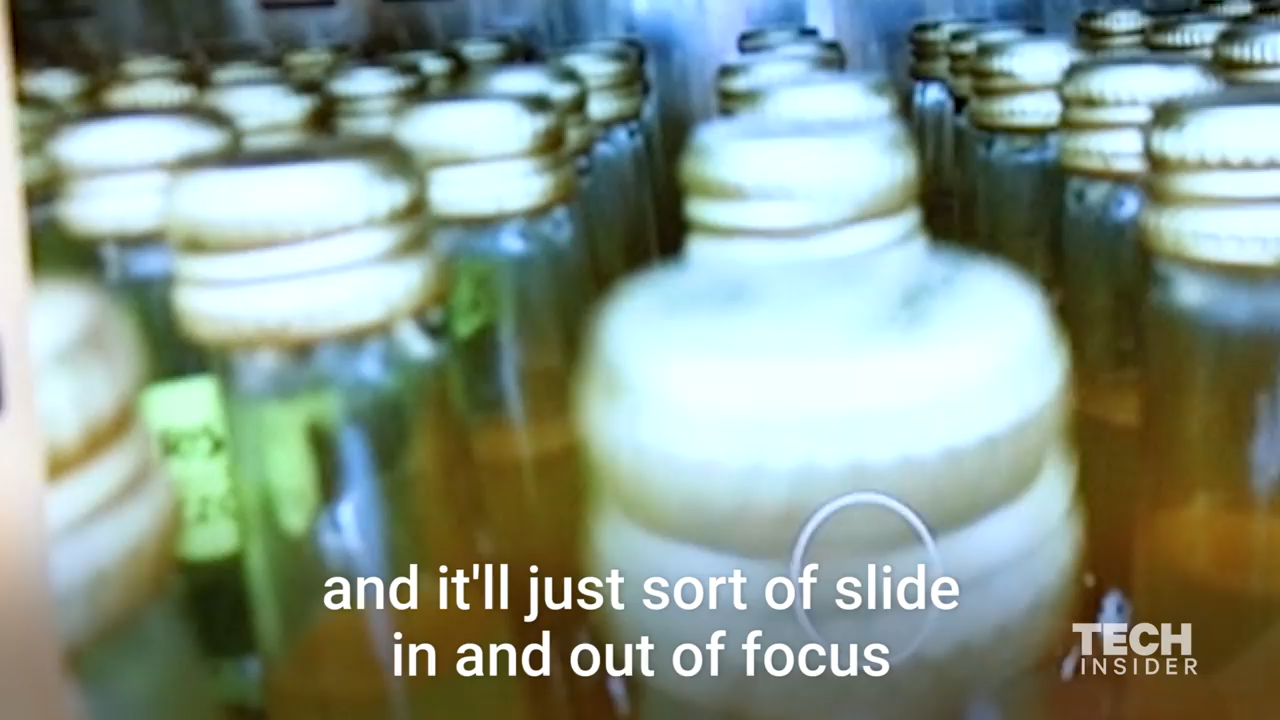 and it'll just sort of slide
in and out of focus
TECH
INSIDER